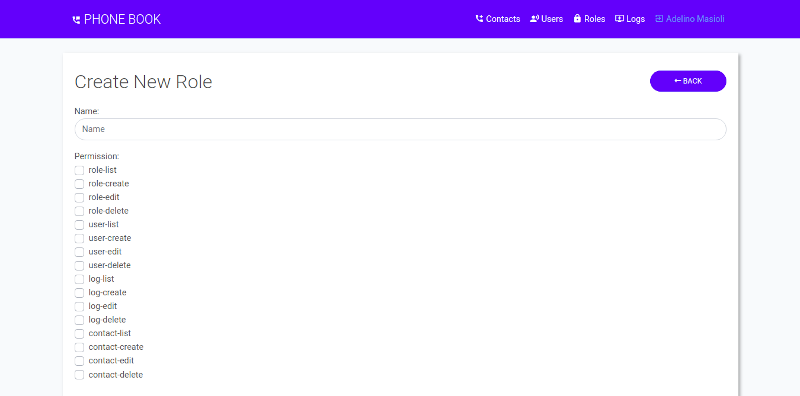 PHONE BOOK Contacts Users Roles Logs Adelino Masioli
Create New Role BACK
Name:
Name
Permission:
role-list
role-create
role-edit
role-delete
user-list
user-create
user-edit
user-delete
log-list
log-create
log-edit
log-delete
contact-list
contact-create
contact-edit
contact-delete